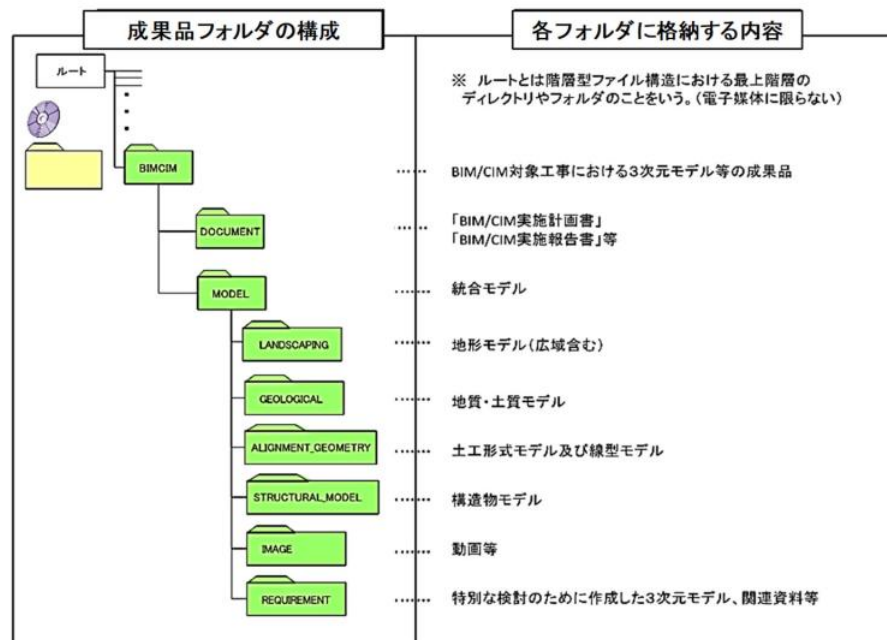 成果品フォルダの構成
各フォルダに格納する内容
ルート
※ ルートとは階層型ファイル構造における最上階層の
ディレクトリやフォルダのことをいう。(電子媒体に限らない)
BIMCIM
…… BIM/CIM対象工事における3次元モデル等の成果品
DOCUMENT
…… 「BIM/CIM実施計画書」
「BIM/CIM実施報告書」等
MODEL
…… 統合モデル
LANDSCAPING
…… 地形モデル(広域含む)
GEOLOGICAL
…… 地質・土質モデル
ALIGNMENT_GEOMETRY
…… 土工形式モデル及び線型モデル
STRUCTURAL_MODEL
…… 構造物モデル
IMAGE
…… 動画等
REQUIREMENT
…… 特別な検討のために作成した3次元モデル、関連資料等